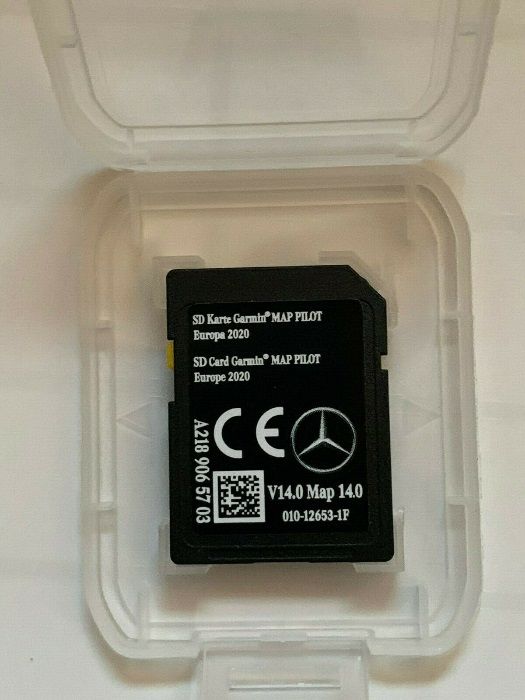 SD Karte Garmin® MAP PILOT
Europa 2020
SD Card Garmin® MAP PILOT
Europe 2020
CE
A218 906 57 03
V14.0 Map 14.0
010-12653-1F